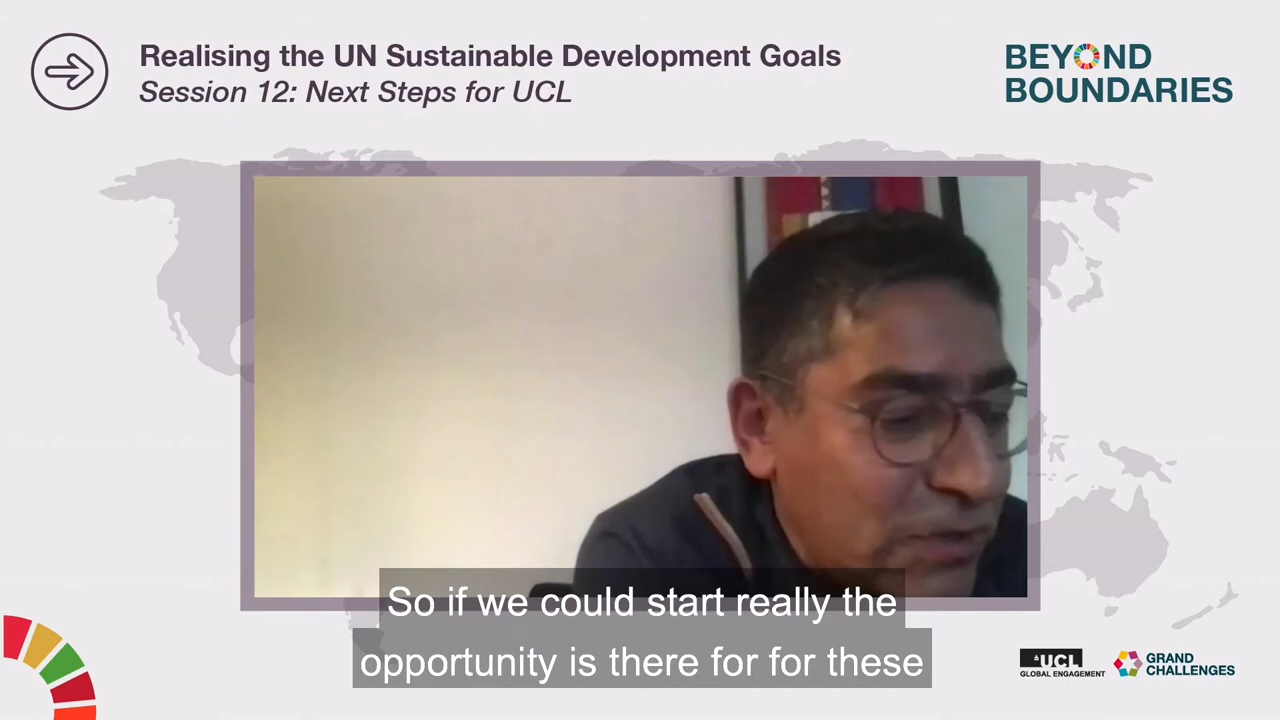 Realising the UN Sustainable Development Goals
Session 12: Next Steps for UCL
BEYOND
BOUNDARIES
So if we could start really the
opportunity is there for for these
UCL
GLOBAL ENGAGEMENT
GRAND
CHALLENGES